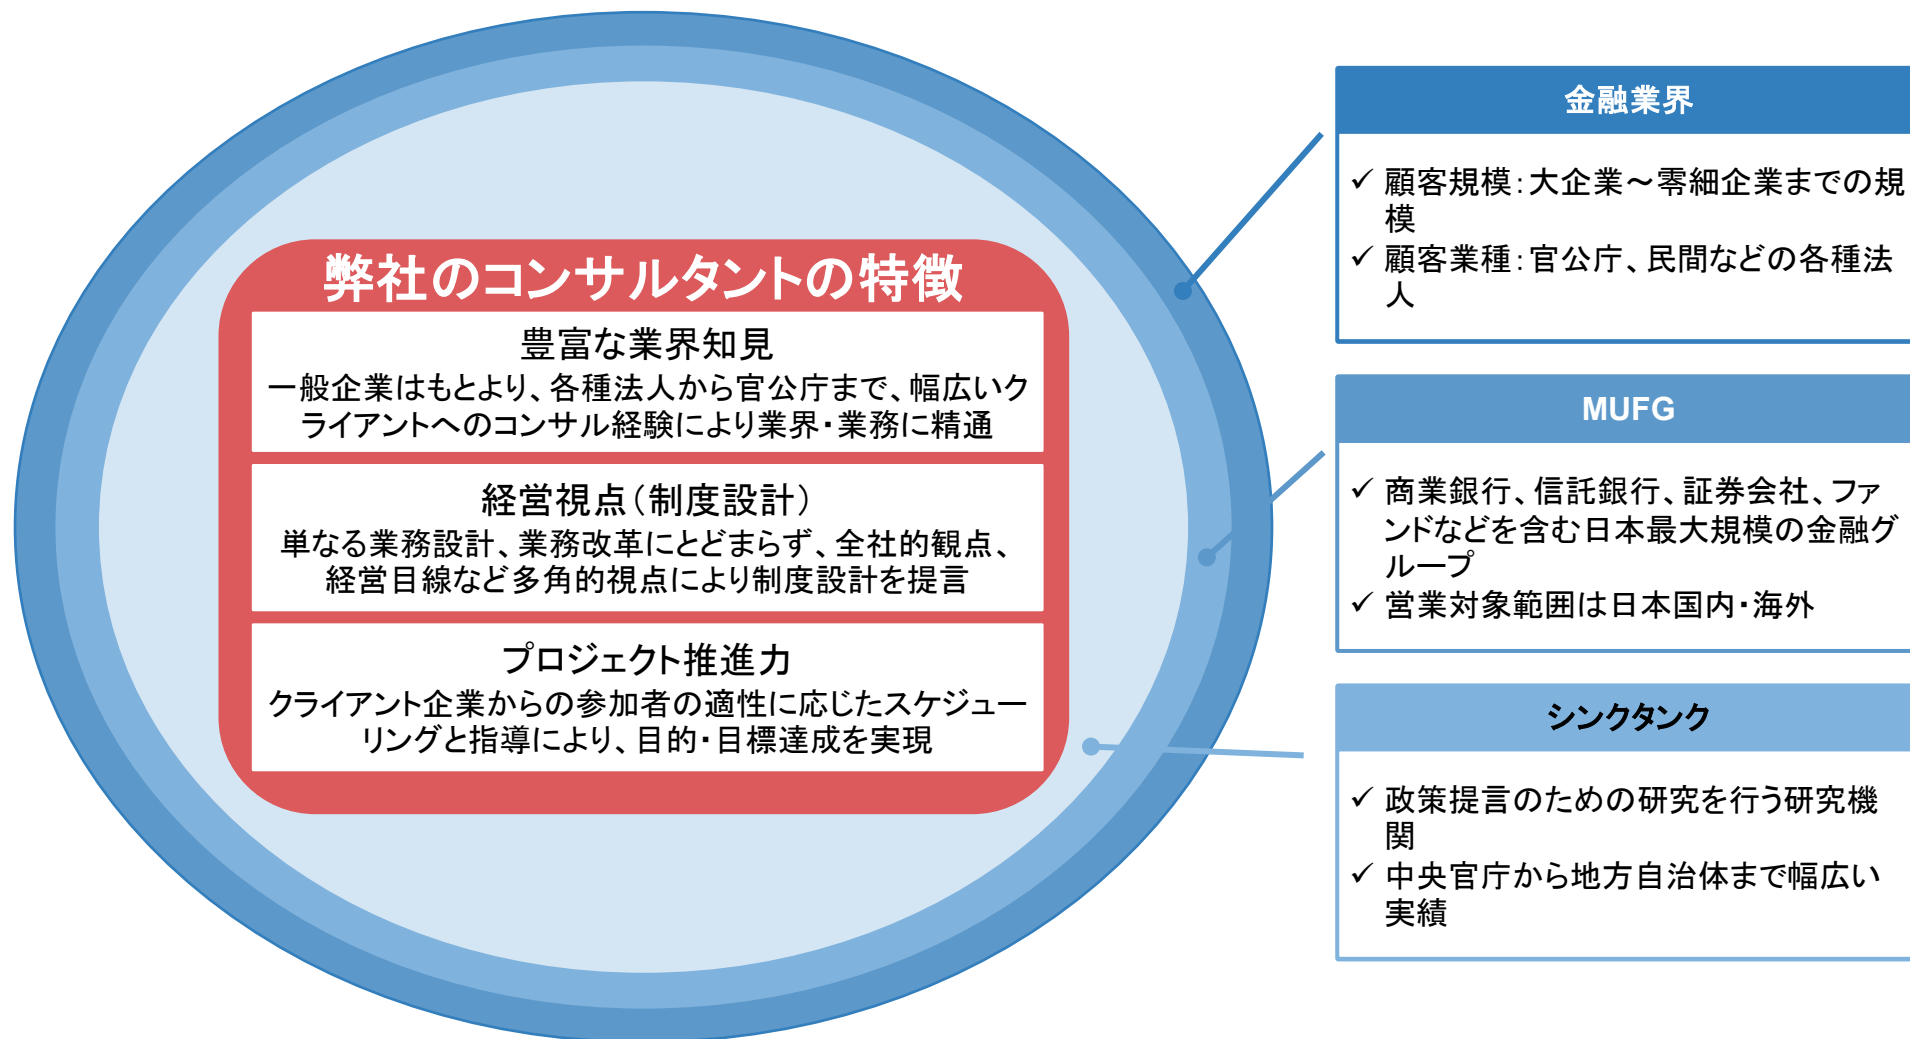 弊社のコンサルタントの特徴
豊富な業界知見
一般企業はもとより、各種法人から官公庁まで、幅広いク
ライアントへのコンサル経験により業界・業務に精通
経営視点（制度設計）
単なる業務設計、業務改革にとどまらず、全社的観点、
経営目線など多角的視点により制度設計を提言
プロジェクト推進力
クライアント企業からの参加者の適性に応じたスケジュー
リングと指導により、目的・目標達成を実現
金融業界
✓ 顧客規模：大企業～零細企業までの規
模
✓ 顧客業種：官公庁、民間などの各種法
人
MUFG
✓ 商業銀行、信託銀行、証券会社、ファ
ンドなどを含む日本最大規模の金融グ
ループ
✓ 営業対象範囲は日本国内・海外
シンクタンク
✓ 政策提言のための研究を行う研究機
関
✓ 中央官庁から地方自治体まで幅広い
実績